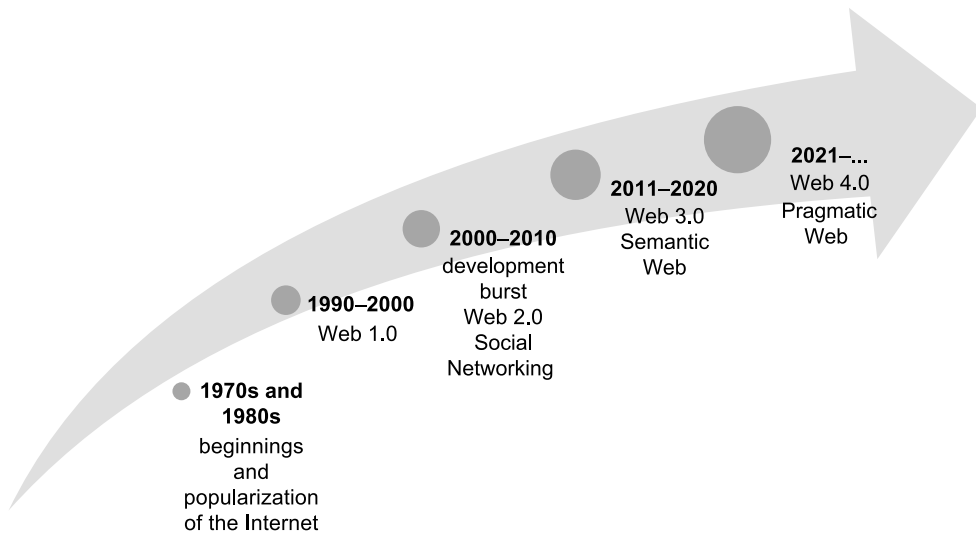 1970s and
1980s
beginnings
and
popularization
of the Internet
1990–2000
Web 1.0
2000–2010
development
burst
Web 2.0
Social
Networking
2011–2020
Web 3.0
Semantic
Web
2021–...
Web 4.0
Pragmatic
Web